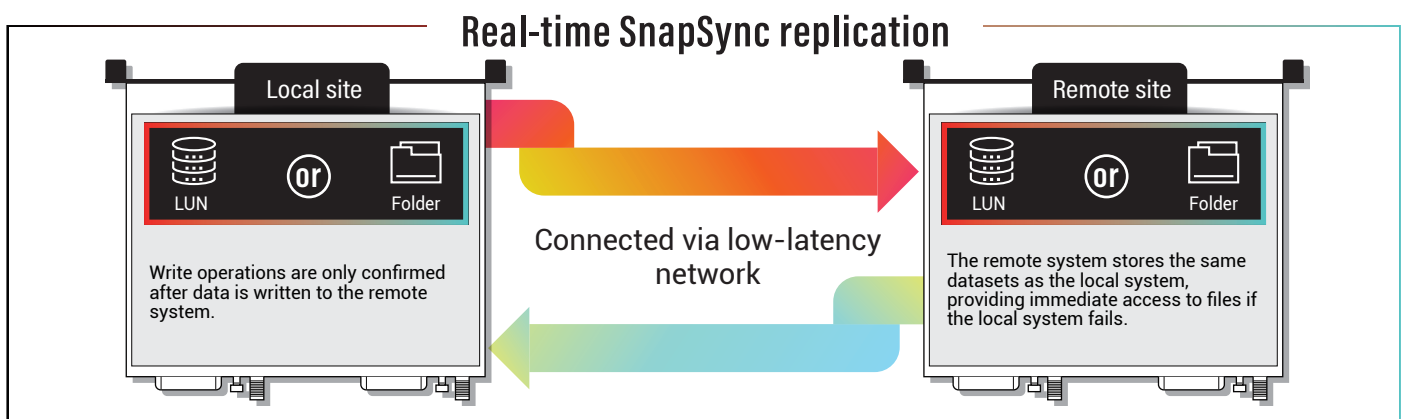 Real-time SnapSync replication
Local site
LUN
or
Folder
Write operations are only confirmed
after data is written to the remote
system.
Connected via low-latency
network
Remote site
LUN
or
Folder
The remote system stores the same
datasets as the local system,
providing immediate access to files if
the local system fails.